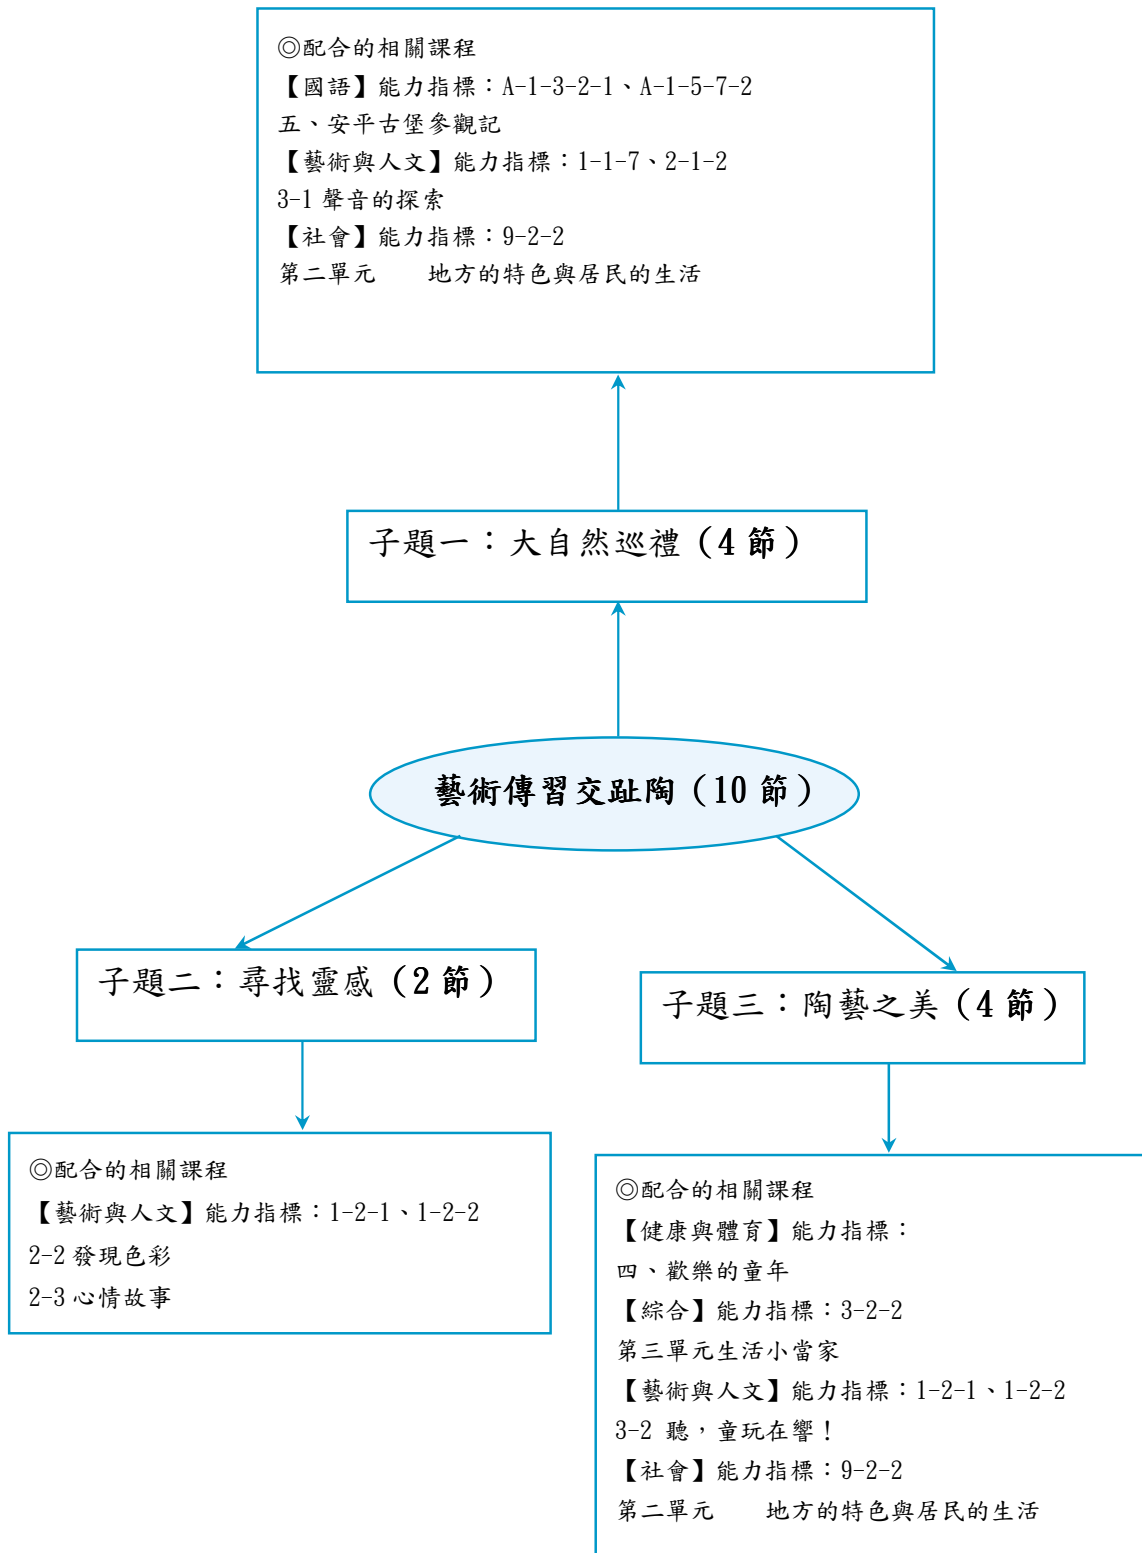 ◎配合的相關課程
【國語】能力指標：A-1-3-2-1、A-1-5-7-2
五、安平古堡參觀記
【藝術與人文】能力指標：1-1-7、2-1-2
3-1 聲音的探索
【社會】能力指標：9-2-2
第二單元　　地方的特色與居民的生活
子題一：大自然巡禮（4 節）
藝術傳習交趾陶（10 節）
子題二：尋找靈感（2 節）
子題三：陶藝之美（4 節）
◎配合的相關課程
【藝術與人文】能力指標：1-2-1、1-2-2
2-2 發現色彩
2-3 心情故事
◎配合的相關課程
【健康與體育】能力指標：
四、歡樂的童年
【綜合】能力指標：3-2-2
第三單元生活小當家
【藝術與人文】能力指標：1-2-1、1-2-2
3-2 聽，童玩在響！
【社會】能力指標：9-2-2
第二單元　　地方的特色與居民的生活